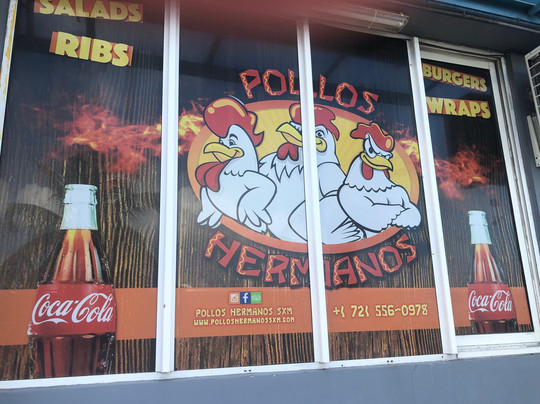 SALADS
RIBS
POLLOS
HERMANOS
BURGERS
WRAPS
Coca-Cola
POLLOS HERMANOS SXM
WWW.POLLOSHERMANOSSXM.COM
+( 721 556-0978
Coca-Cola